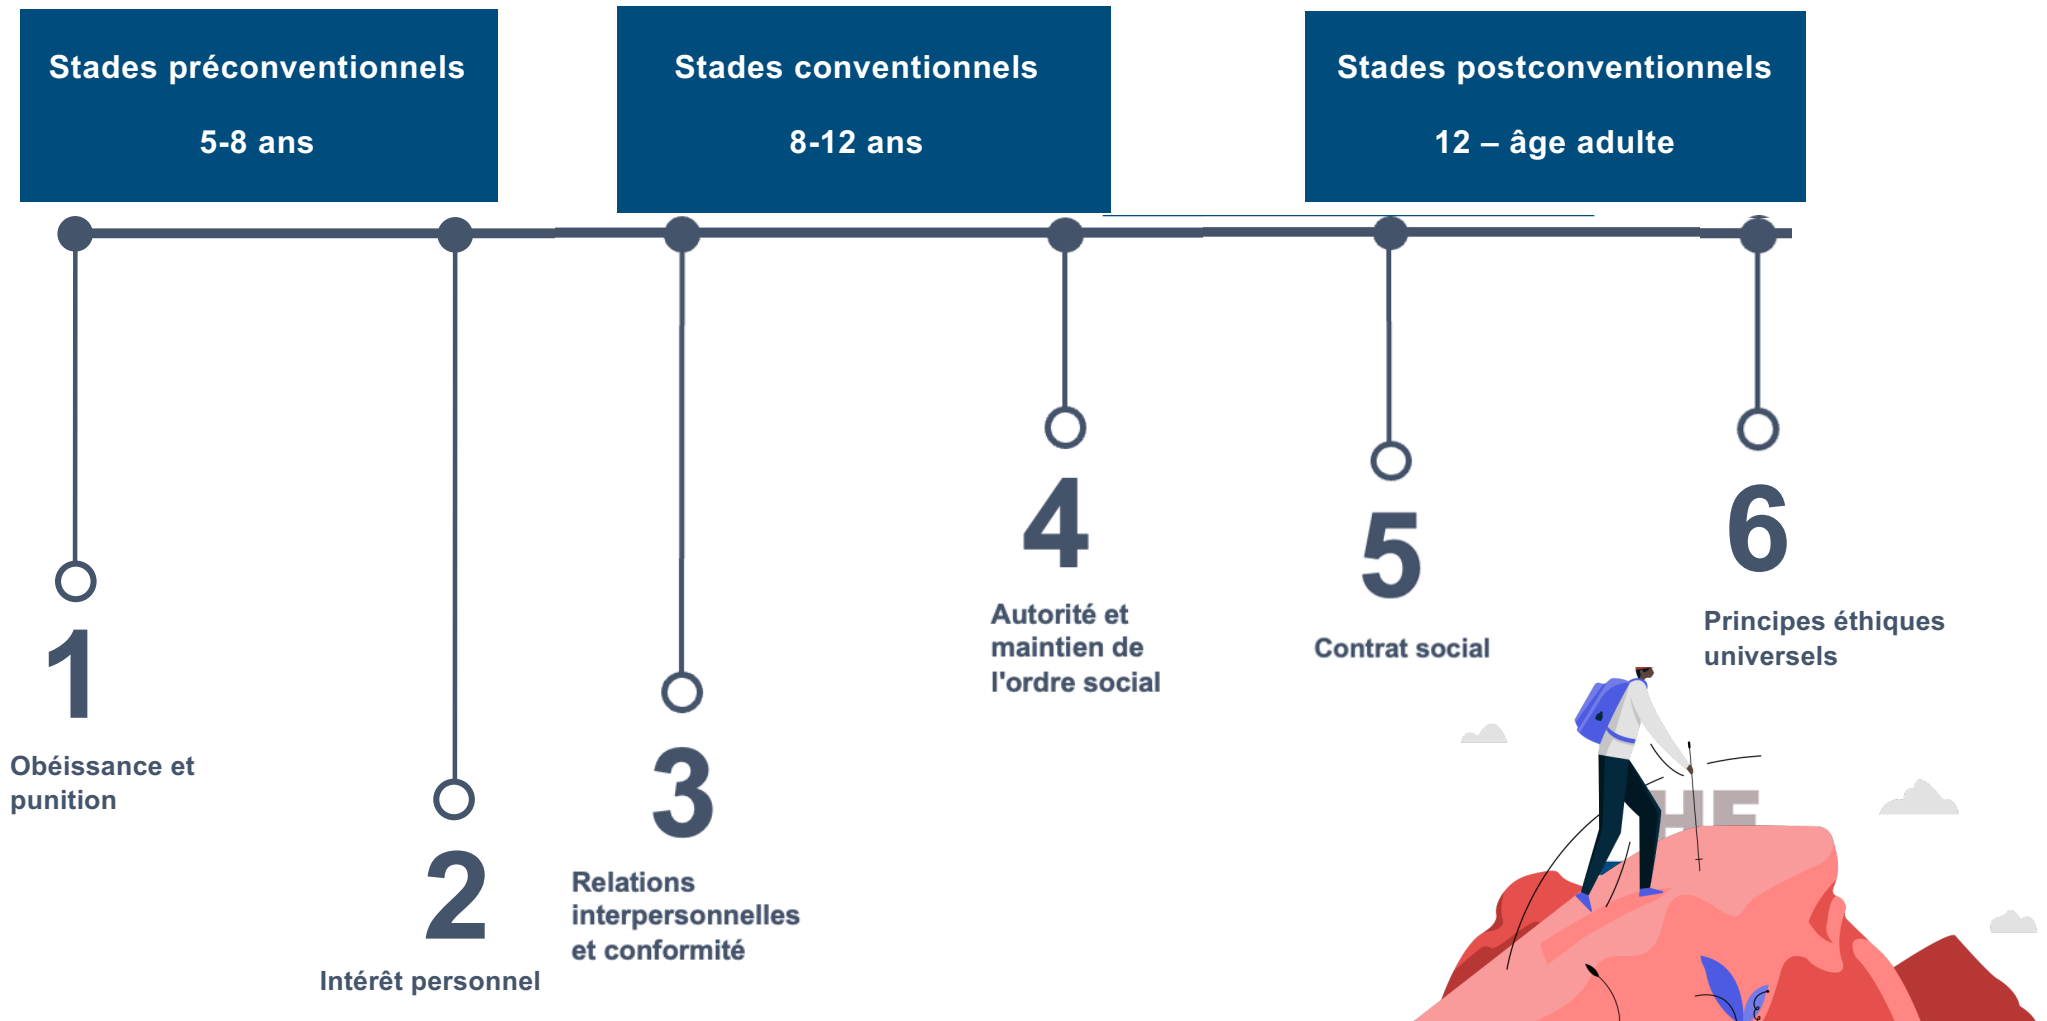 Stades préconventionnels
5-8 ans
Stades conventionnels
8-12 ans
Stades postconventionnels
12 – âge adulte
1
Obéissance et
punition
2
Intérêt personnel
3
Relations
interpersonnelles
et conformité
4
Autorité et
maintien de
l'ordre social
5
Contrat social
6
Principes éthiques
universels